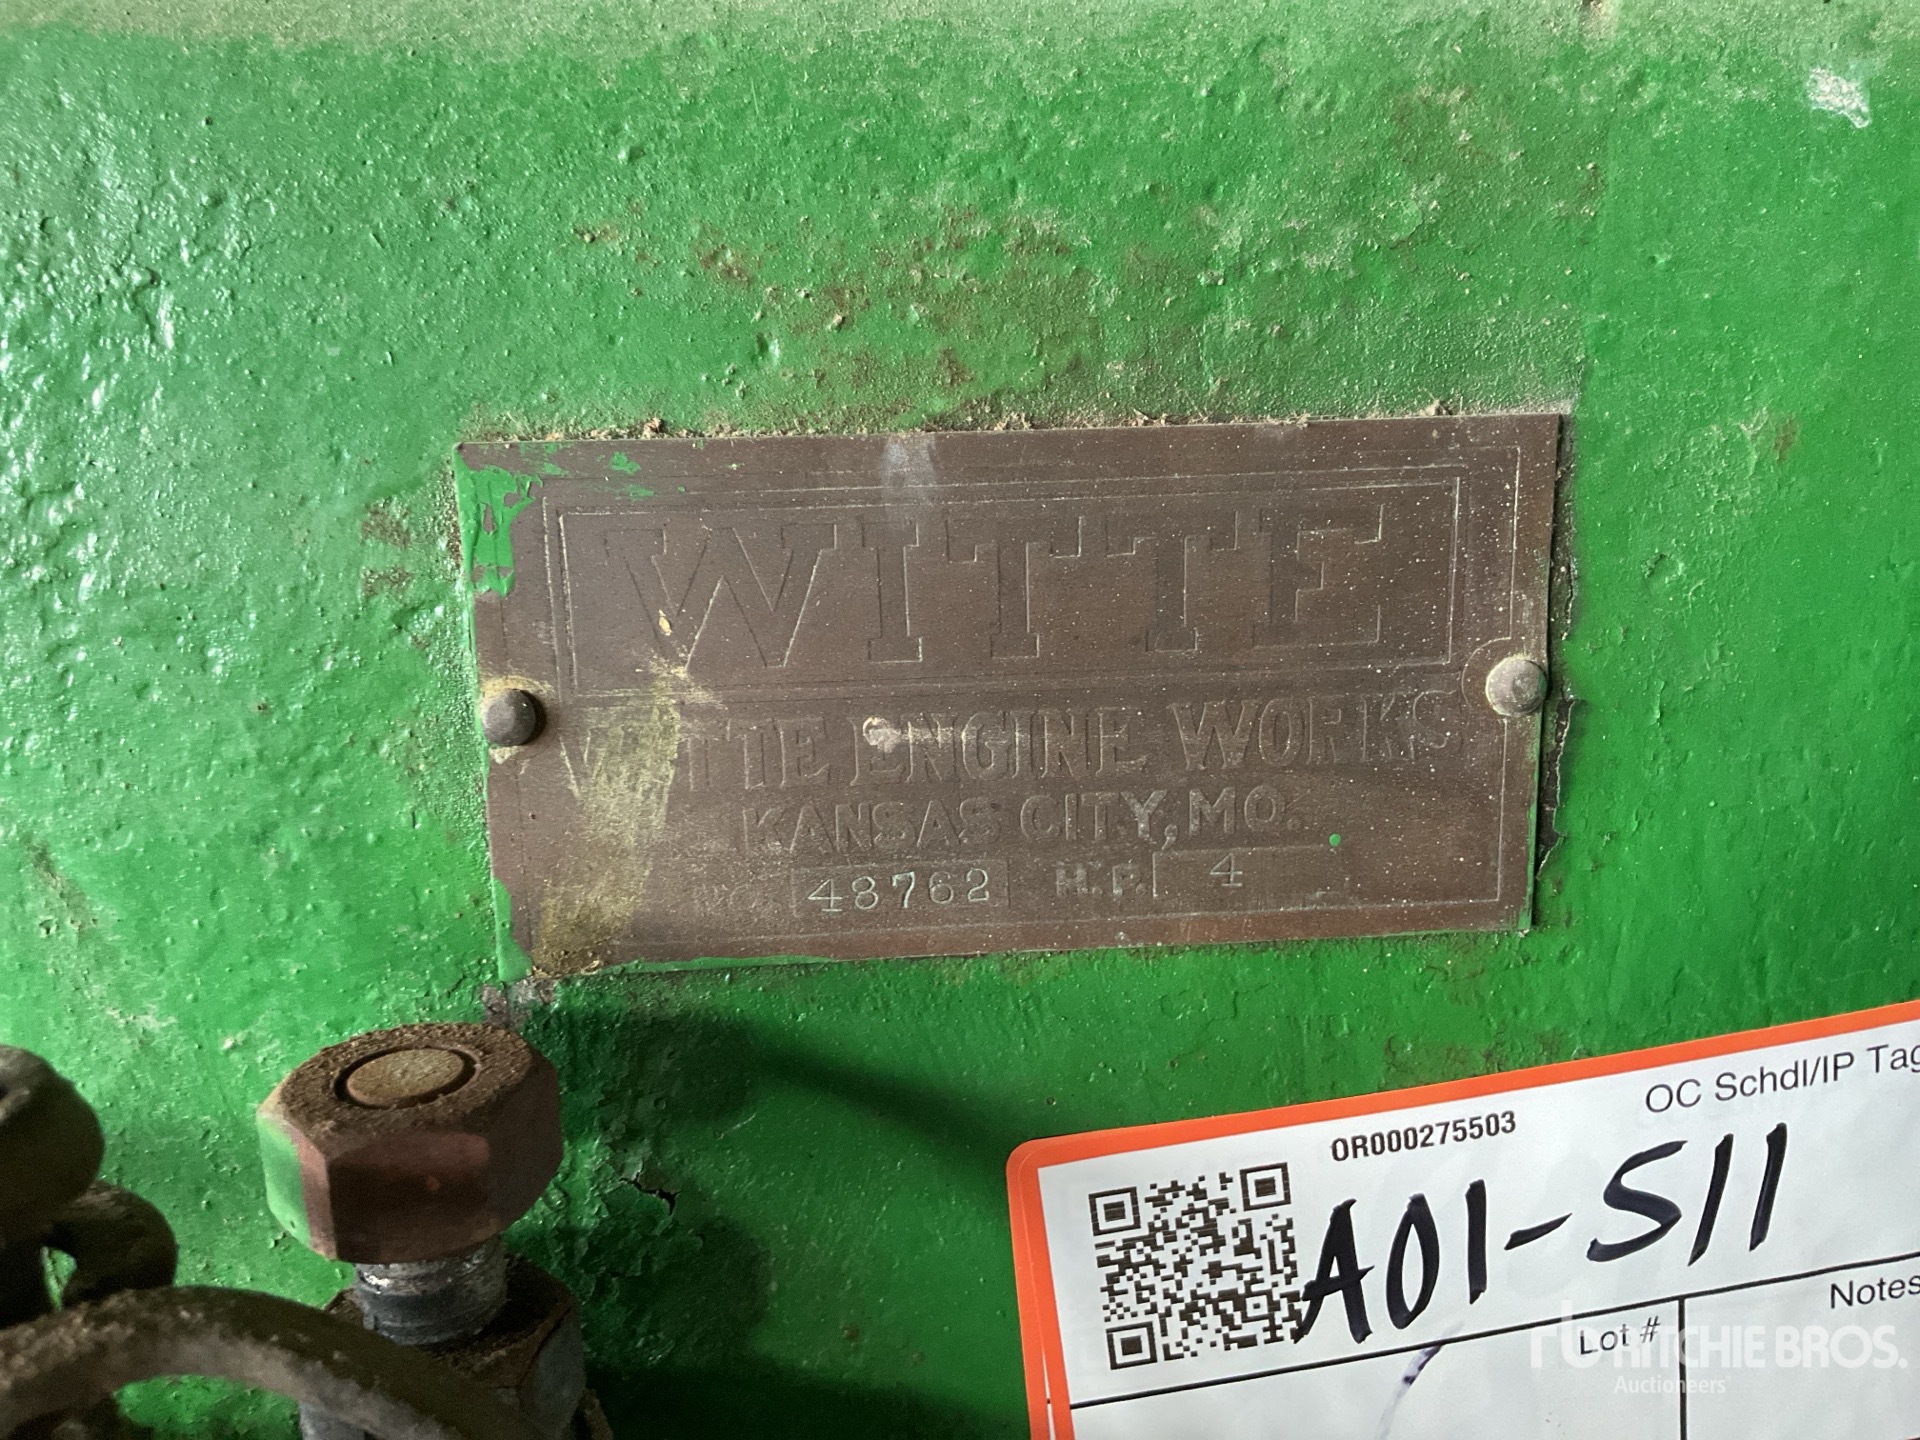 WITTE
WITTE ENGINE WORKS
KANSAS CITY, MO.
NO. 48762 H.P. 4
OC Schdl/IP Tag
OR000275503
A01-S11
Lot #
Notes
RITCHIE BROS.
Auctioneers